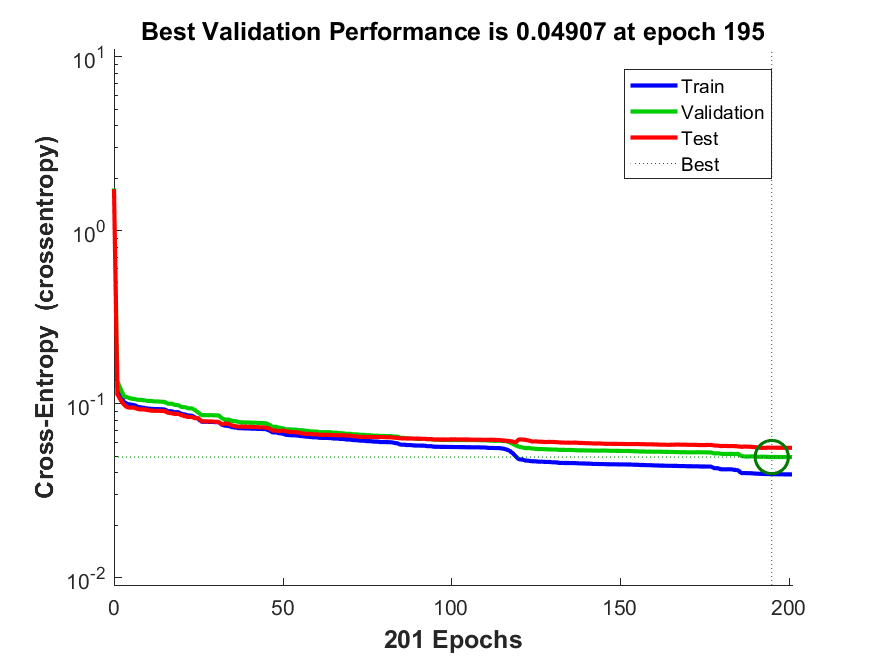 Best Validation Performance is 0.04907 at epoch 195
10^1
10^0
10^-1
10^-2
Cross-Entropy (crossentropy)
Train
Validation
Test
Best
0
50
100
150
200
201 Epochs